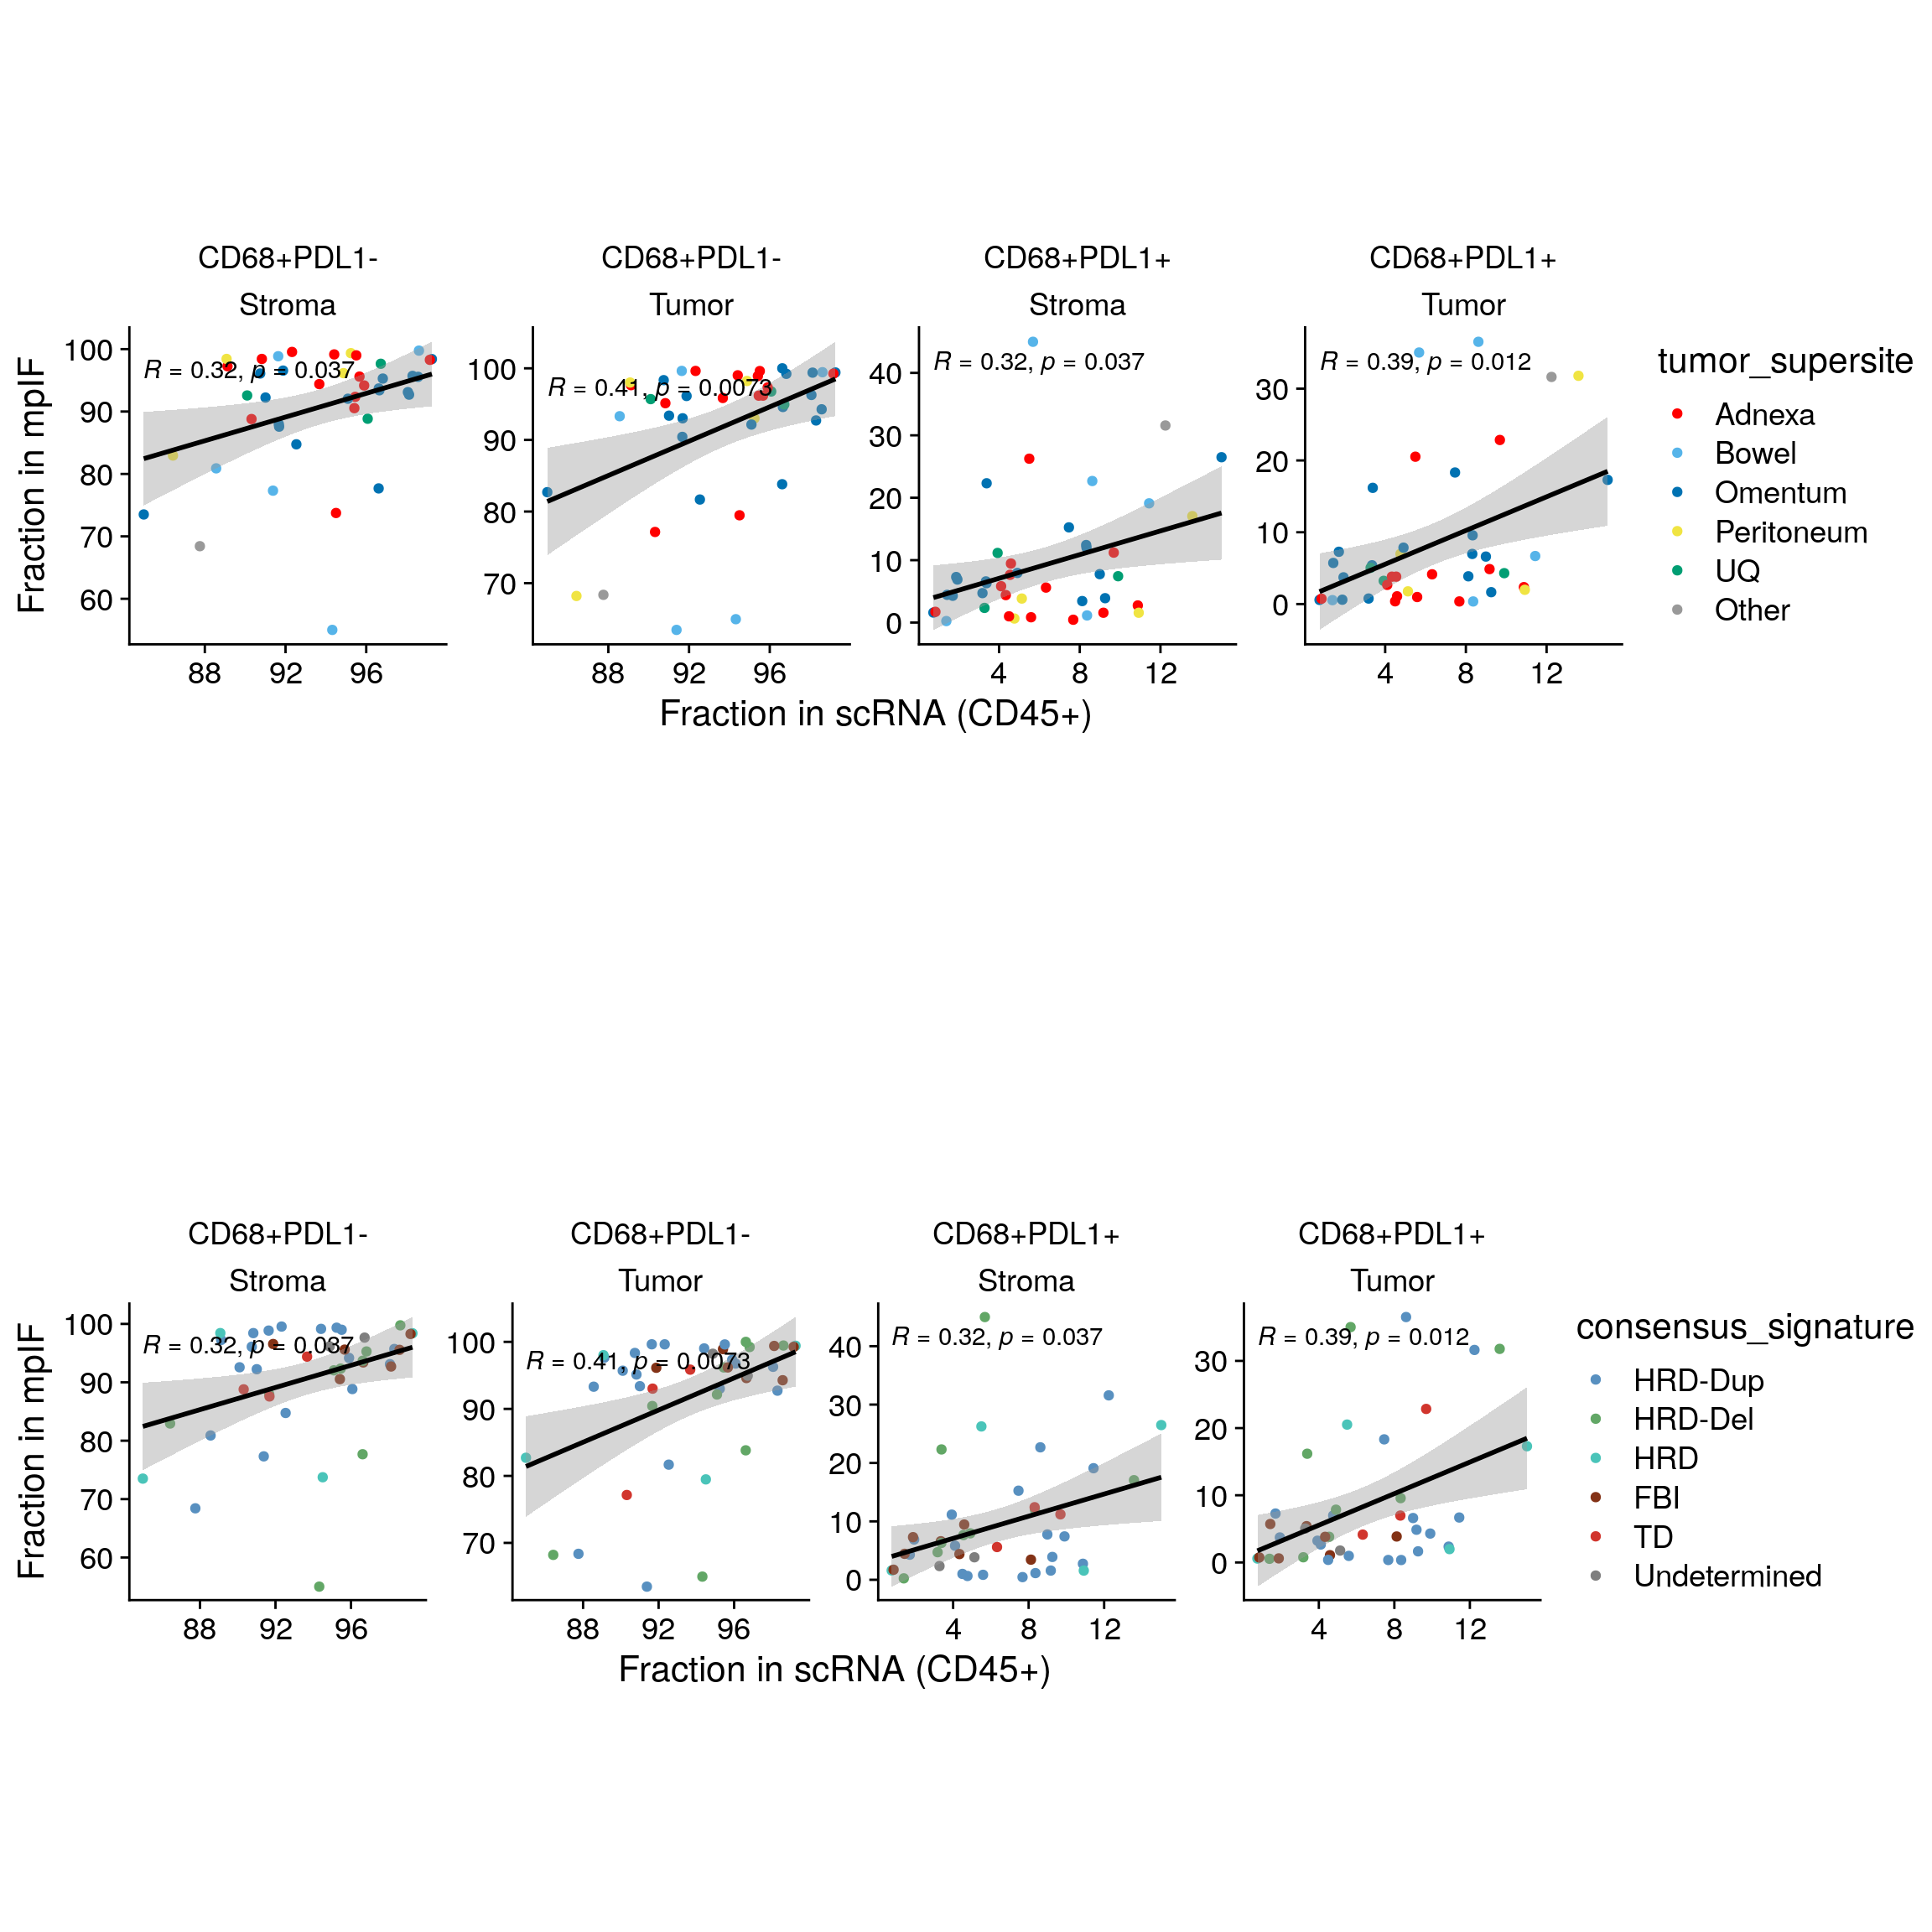 CD68+PDL1- CD68+PDL1- CD68+PDL1+ CD68+PDL1+
Stroma Tumor Stroma Tumor
Fraction in mpIF
100
90
80
70
60
R = 0.32, p = 0.037
88 92 96
100
90
80
70
R = 0.41, p = 0.0073
88 92 96
40
30
20
10
0
R = 0.32, p = 0.037
4 8 12
30
20
10
0
R = 0.39, p = 0.012
4 8 12
Fraction in scRNA (CD45+)
tumor_supersite
Adnexa
Bowel
Omentum
Peritoneum
UQ
Other
CD68+PDL1- CD68+PDL1- CD68+PDL1+ CD68+PDL1+
Stroma Tumor Stroma Tumor
Fraction in mpIF
100
90
80
70
60
R = 0.32, p = 0.037
88 92 96
100
90
80
70
R = 0.41, p = 0.0073
88 92 96
40
30
20
10
0
R = 0.32, p = 0.037
4 8 12
30
20
10
0
R = 0.39, p = 0.012
4 8 12
Fraction in scRNA (CD45+)
consensus_signature
HRD-Dup
HRD-Del
HRD
FBI
TD
Undetermined